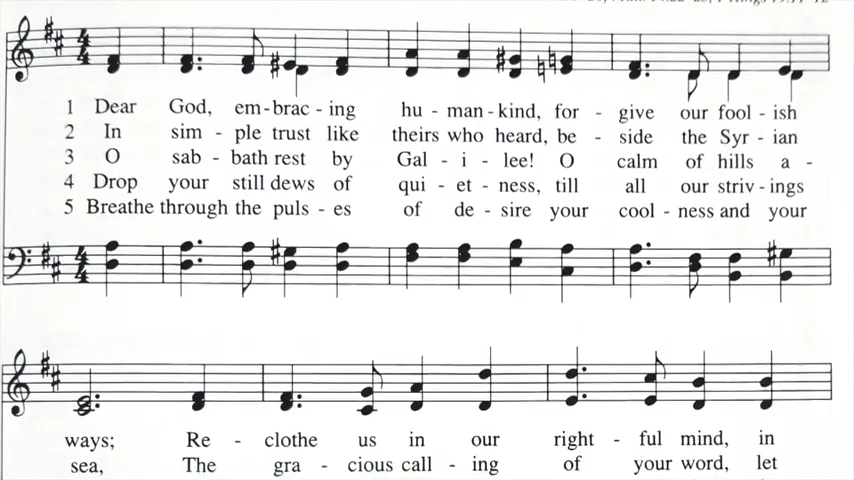 1 Dear God, em-brac-ing hu-man-kind, for-give our fool-ish
2 In sim-ple trust like theirs who heard, be-side the Syr-ian
3 O sab-bath rest by Gal-i-lee! O calm of hills a-
4 Drop your still dews of qui-et-ness, till all our striv-ings
5 Breathe through the puls-es of de-sire your cool-ness and your
ways; Re-clothe us in our right-ful mind, in
sea, The gra-cious call-ing of your word, let